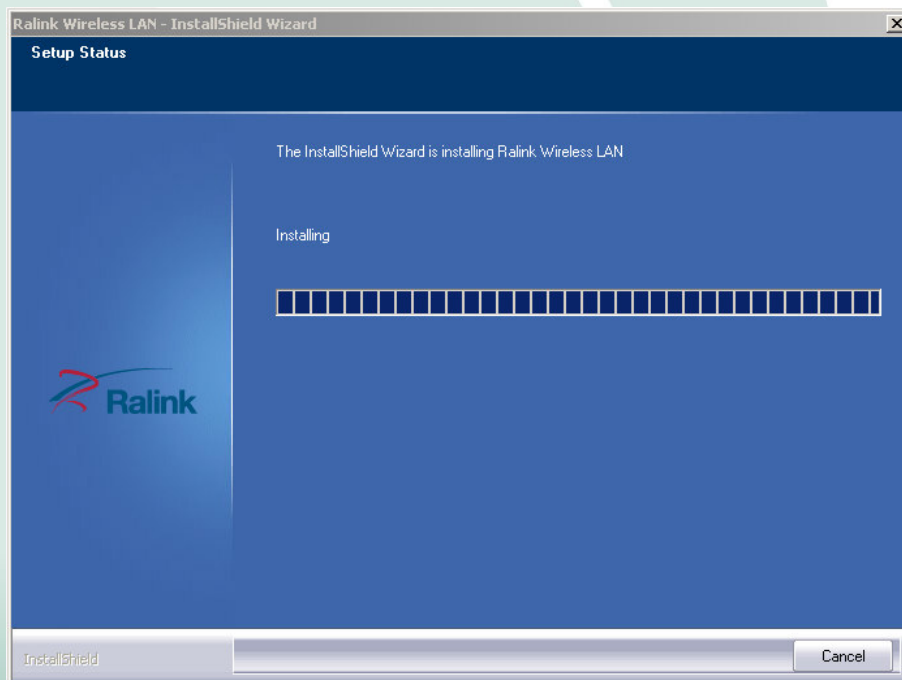 Ralink Wireless LAN - InstallShield Wizard
Setup Status
The InstallShield Wizard is installing Ralink Wireless LAN
Installing
Ralink
InstallShield
Cancel